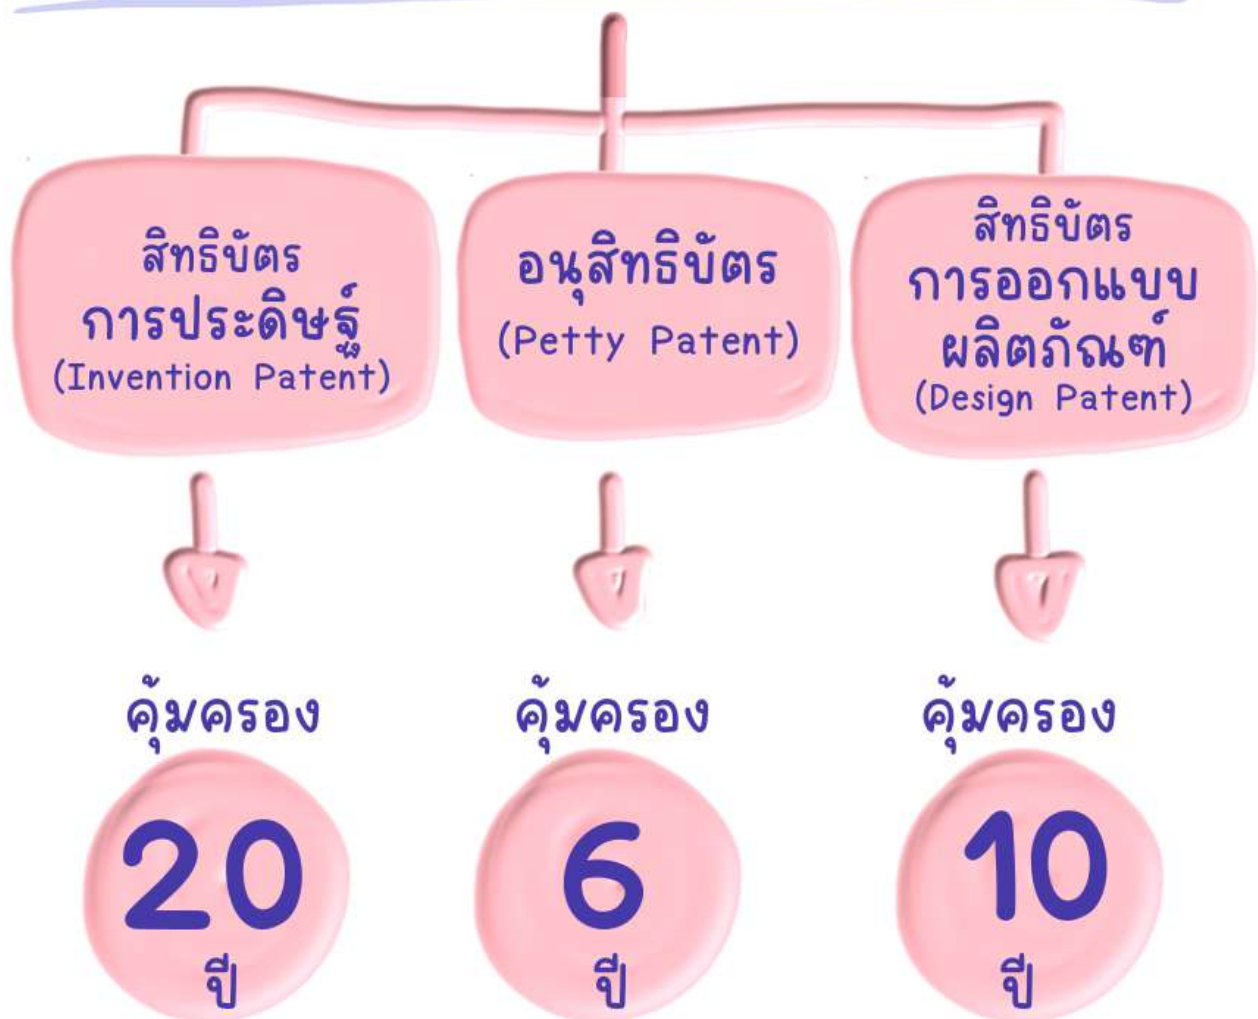 สิทธิบัตร
การประดิษฐ์
(Invention Patent)
อนุสิทธิบัตร
(Petty Patent)
สิทธิบัตร
การออกแบบ
ผลิตภัณฑ์
(Design Patent)
คุ้มครอง
20
ปี
คุ้มครอง
6
ปี
คุ้มครอง
10
ปี